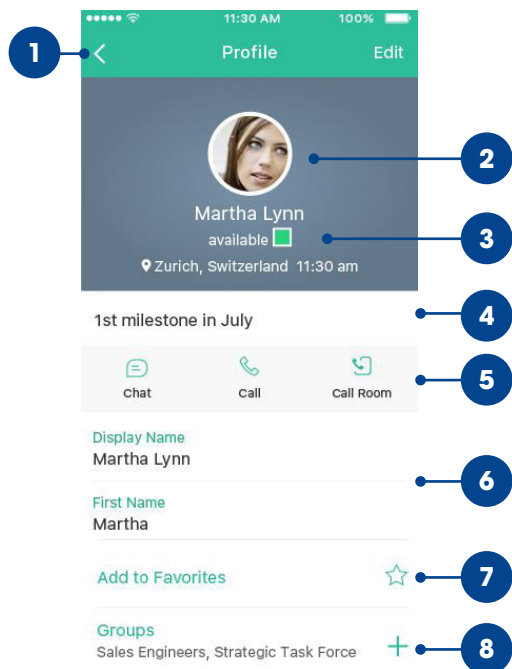 11:30 AM 100%
1
Profile Edit
2
Martha Lynn
available
3
Zurich, Switzerland 11:30 am
1st milestone in July
4
Chat Call Call Room
5
Display Name
Martha Lynn
6
First Name
Martha
Add to Favorites
7
Groups
Sales Engineers, Strategic Task Force
8